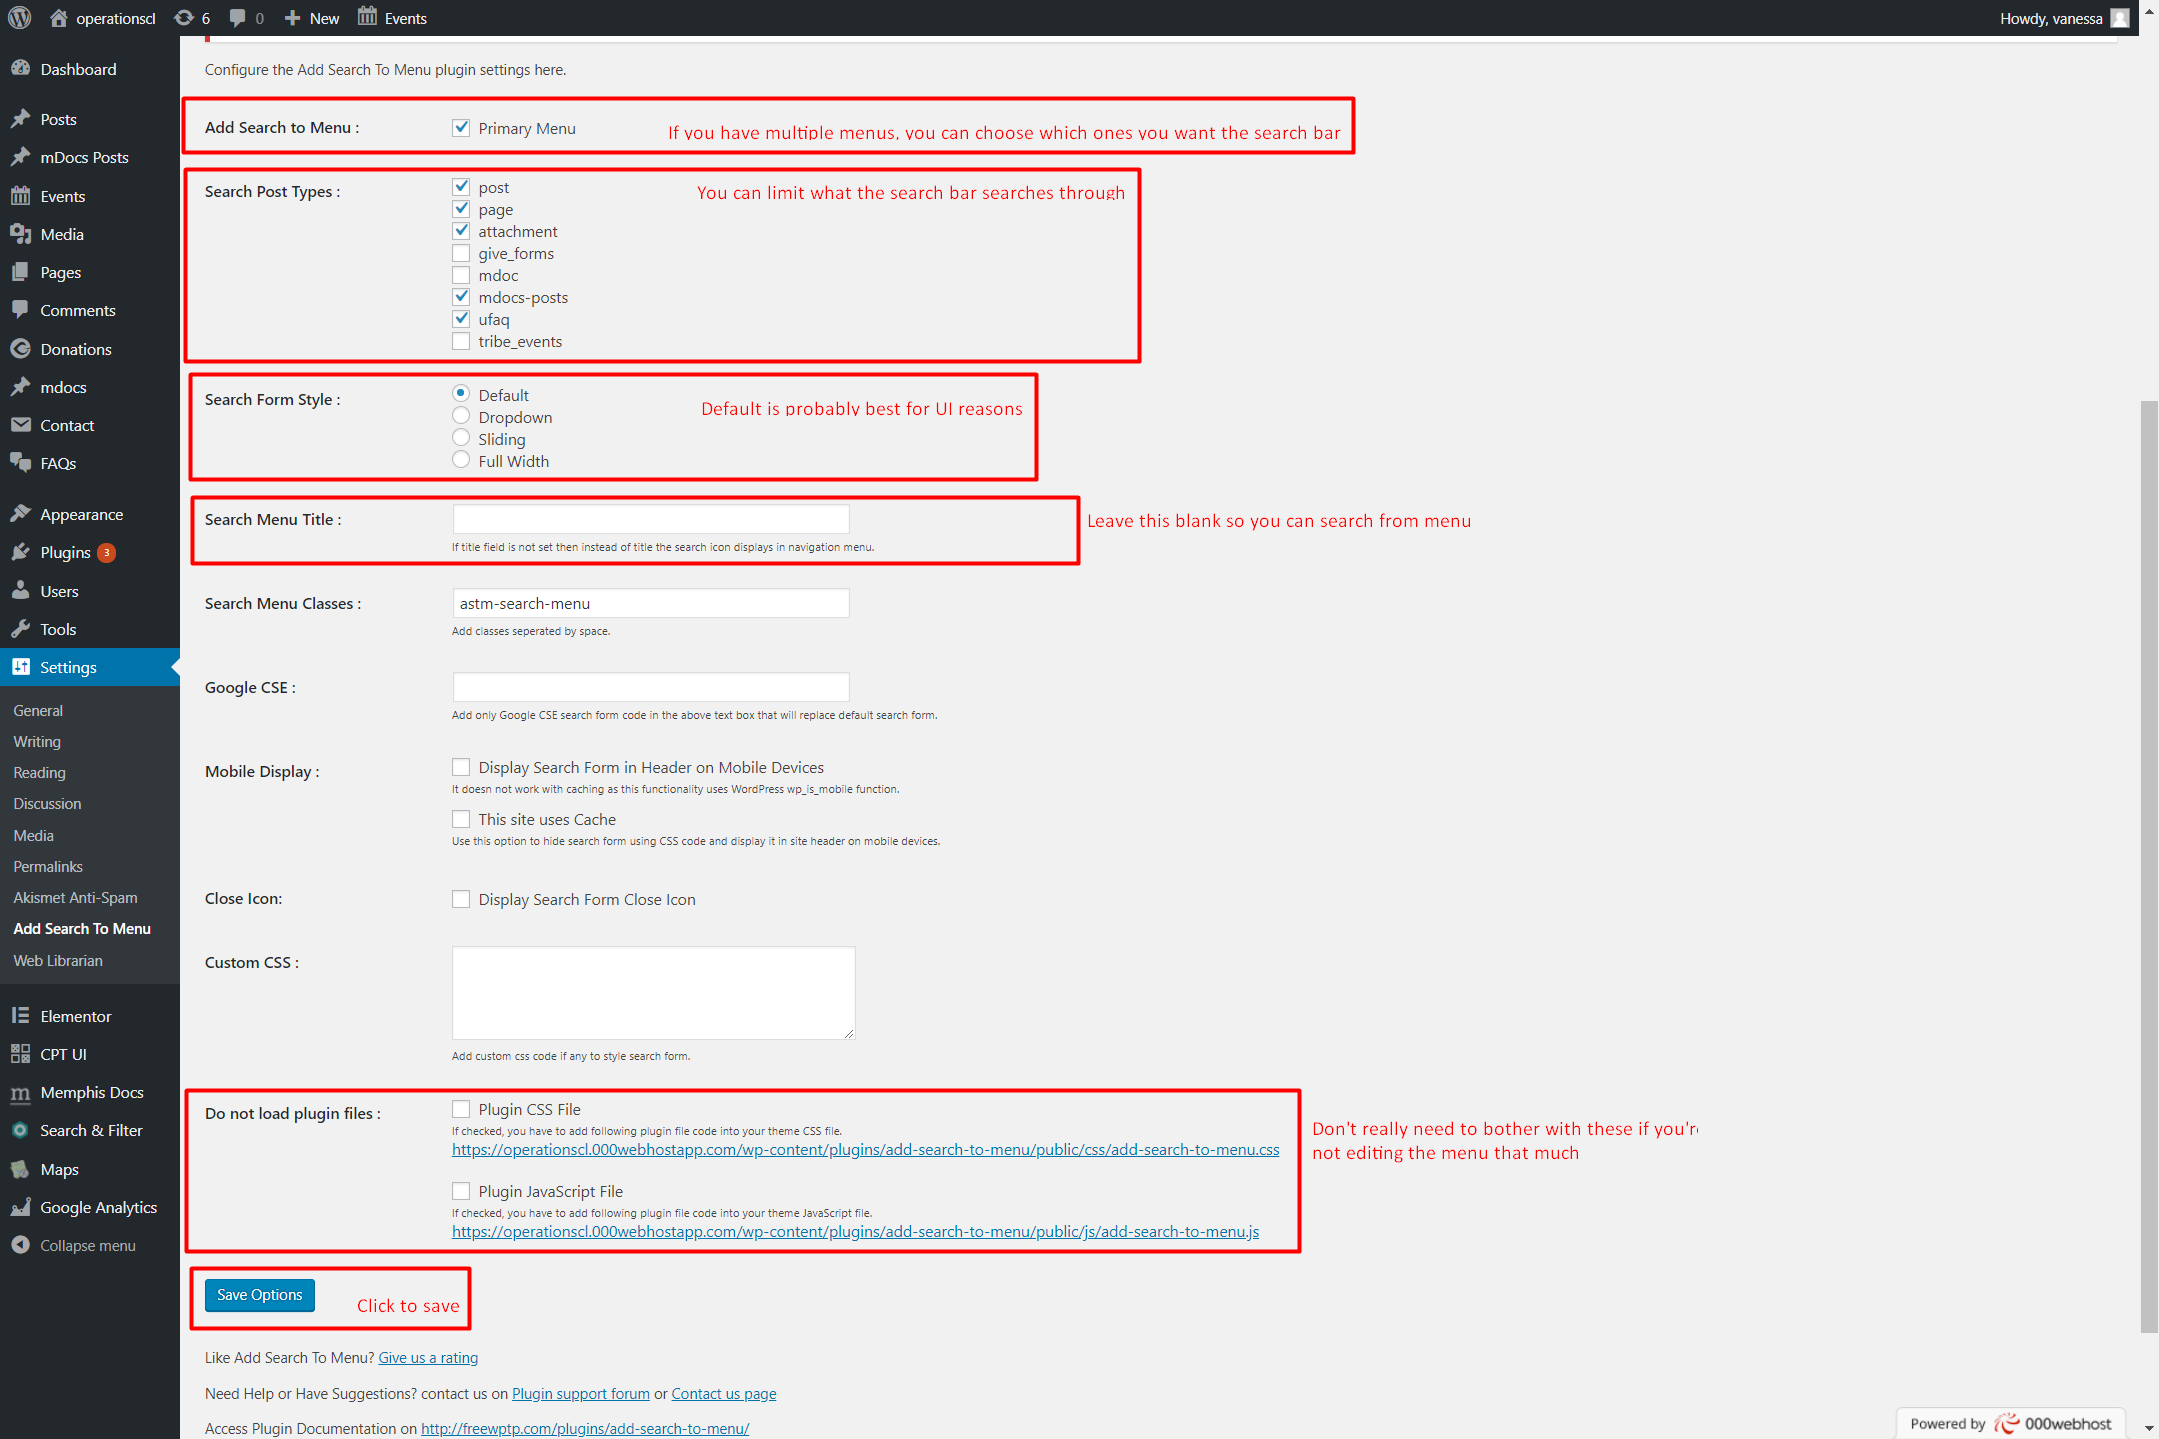 operationscl 6 0 New Events Howdy, vanessa
Dashboard
Posts
mDocs Posts
Events
Media
Pages
Comments
Donations
mdocs
Contact
FAQs
Appearance
Plugins 3
Users
Tools
Settings
General
Writing
Reading
Discussion
Media
Permalinks
Akismet Anti-Spam
Add Search To Menu
Web Librarian
Elementor
CPT UI
Memphis Docs
Search & Filter
Maps
Google Analytics
Collapse menu
Configure the Add Search To Menu plugin settings here.
Add Search to Menu : Primary Menu If you have multiple menus, you can choose which ones you want the search bar
Search Post Types : post You can limit what the search bar searches through
page
attachment
give_forms
mdoc
mdocs-posts
ufaq
tribe_events
Search Form Style : Default Default is probably best for UI reasons
Dropdown
Sliding
Full Width
Search Menu Title : Leave this blank so you can search from menu
If title field is not set then instead of title the search icon displays in navigation menu.
Search Menu Classes : astm-search-menu
Add classes seperated by space.
Google CSE :
Add only Google CSE search form code in the above text box that will replace default search form.
Mobile Display : Display Search Form in Header on Mobile Devices
It doesn not work with caching as this functionality uses WordPress wp_is_mobile function.
This site uses Cache
Use this option to hide search form using CSS code and display it in site header on mobile devices.
Close Icon: Display Search Form Close Icon
Custom CSS :
Add custom css code if any to style search form.
Do not load plugin files : Plugin CSS File
If checked, you have to add following plugin file code into your theme CSS file.
https://operationscl.000webhostapp.com/wp-content/plugins/add-search-to-menu/public/css/add-search-to-menu.css
Plugin JavaScript File
If checked, you have to add following plugin file code into your theme JavaScript file.
https://operationscl.000webhostapp.com/wp-content/plugins/add-search-to-menu/public/js/add-search-to-menu.js
Don't really need to bother with these if you're
not editing the menu that much
Save Options Click to save
Like Add Search To Menu? Give us a rating
Need Help or Have Suggestions? contact us on Plugin support forum or Contact us page
Access Plugin Documentation on http://freewptp.com/plugins/add-search-to-menu/
Powered by 000webhost